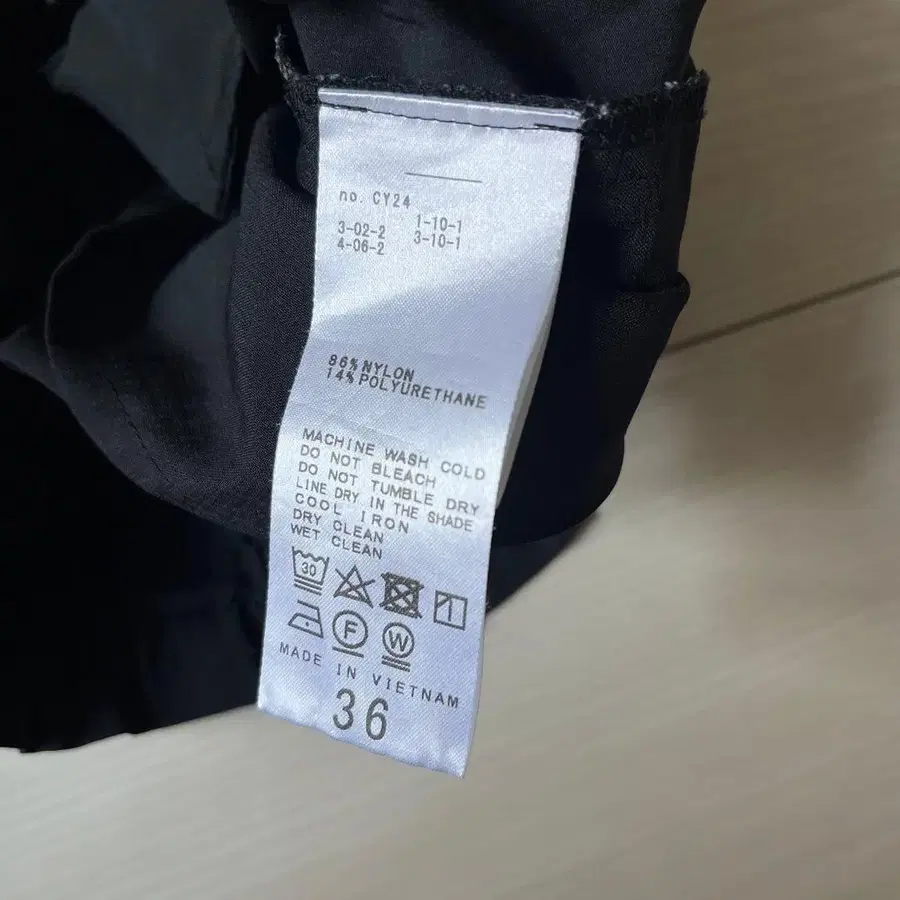 no. CY24
3-02-2 1-10-1
4-06-2 3-10-1
86% NYLON
14% POLYURETHANE
MACHINE WASH COLD
DO NOT BLEACH
DO NOT TUMBLE DRY
LINE DRY IN THE SHADE
COOL IRON
DRY CLEAN
WET CLEAN
30
F W
MADE IN VIETNAM
36